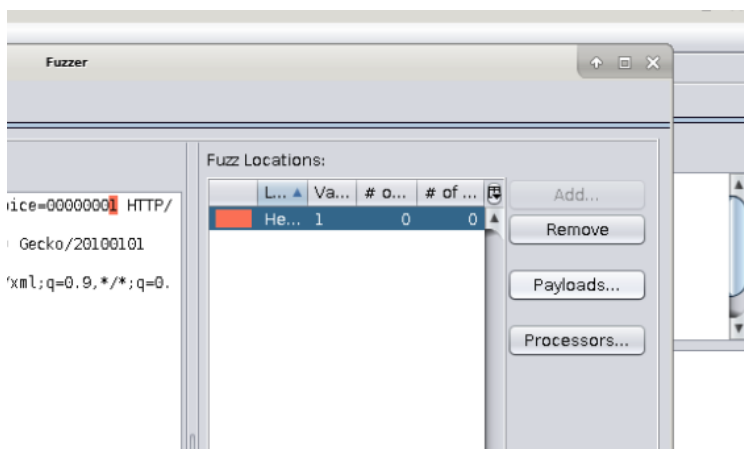 Fuzzer
Fuzz Locations:
L... Va... # o... # of ...
He... 1 0 0
Add...
Remove
Payloads...
Processors...
oice=00000001 HTTP/
Gecko/20100101
/xml;q=0.9,*/*;q=0.